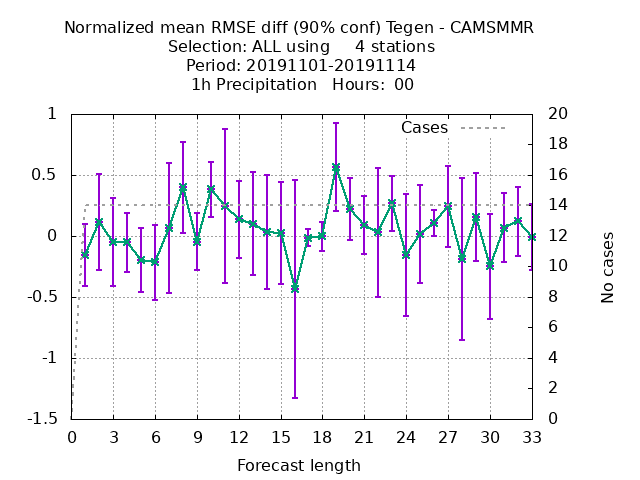 Normalized mean RMSE diff (90% conf) Tegen - CAMSMMR
Selection: ALL using 4 stations
Period: 20191101-20191114
1h Precipitation Hours: 00
Cases
1
0.5
0
-0.5
-1
-1.5
20
18
16
14
12
10
8
6
4
2
0
No cases
0 3 6 9 12 15 18 21 24 27 30 33
Forecast length